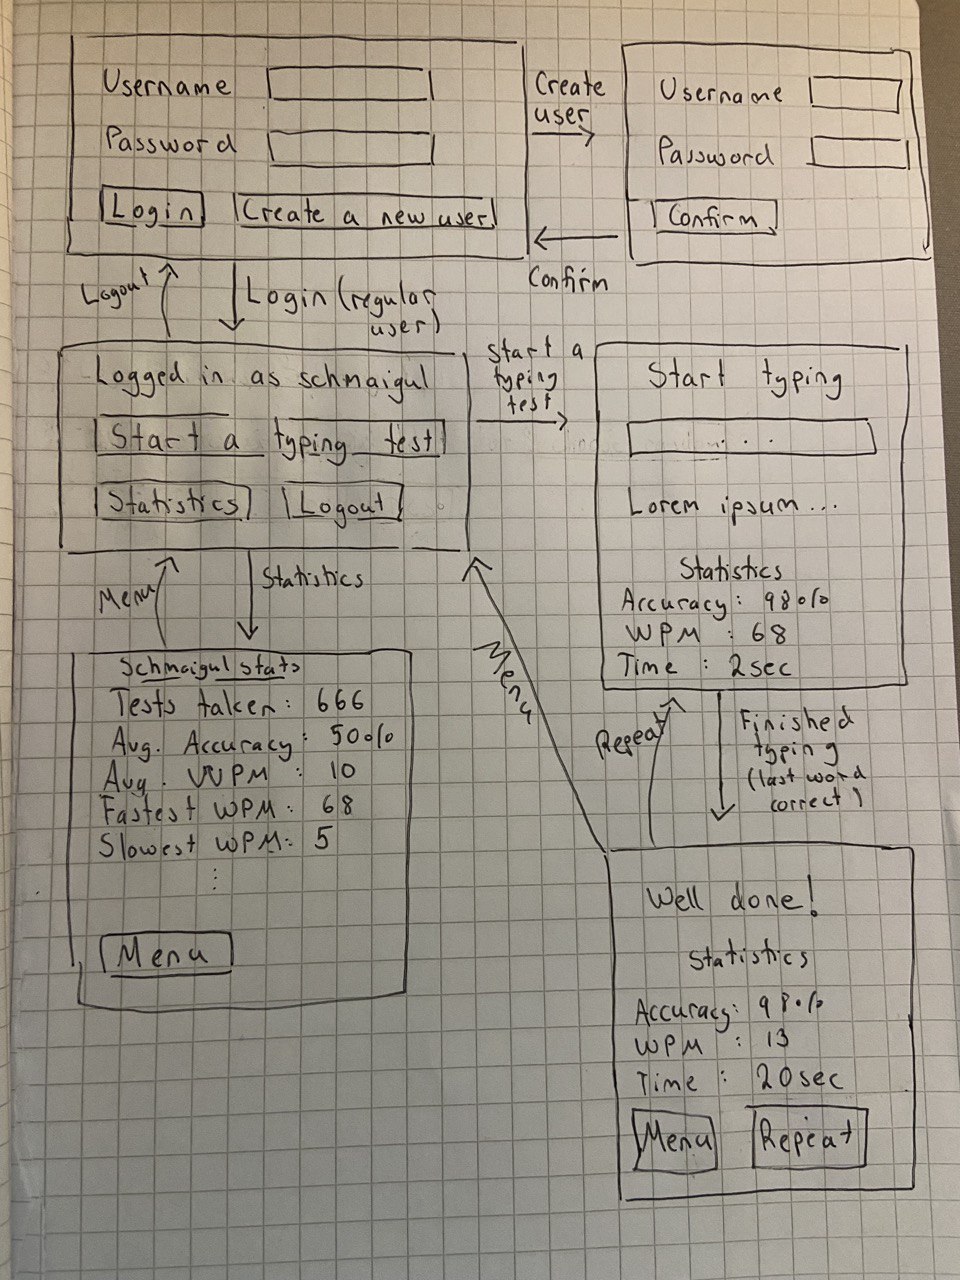 Username
Password
Login Create a new user
Create
user
Username
Password
Confirm
Confirm
Logout
Login (regular
user)
Logged in as schmaigul
Start a typing test
Statistics Logout
Start a
typing
test
Start typing
...
Lorem ipsum...
Statistics
Accuracy: 98%
WPM : 68
Time : 2sec
Menu
Statistics
Schmaigul stats
Tests taken: 666
Avg. Accuracy: 50%
Avg. WPM : 10
Fastest WPM: 68
Slowest WPM: 5
⋮
Menu
Menu
Repeat
Finished
typing
(last word
correct)
Well done!
Statistics
Accuracy: 98%
WPM : 13
Time : 20sec
Menu Repeat